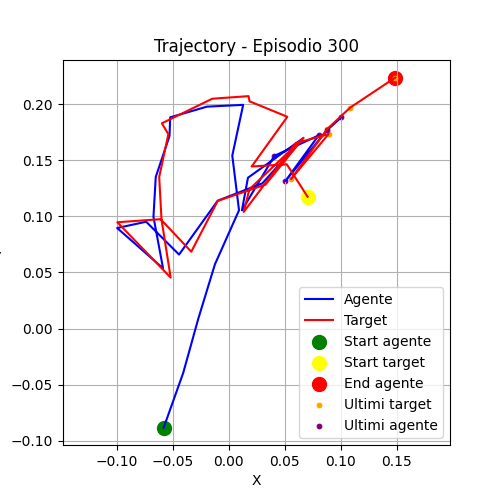 Trajectory - Episodio 300
0.20
0.15
0.10
0.05
0.00
−0.05
−0.10
−0.10 −0.05 0.00 0.05 0.10 0.15
X
Agente
Target
Start agente
Start target
End agente
Ultimi target
Ultimi agente